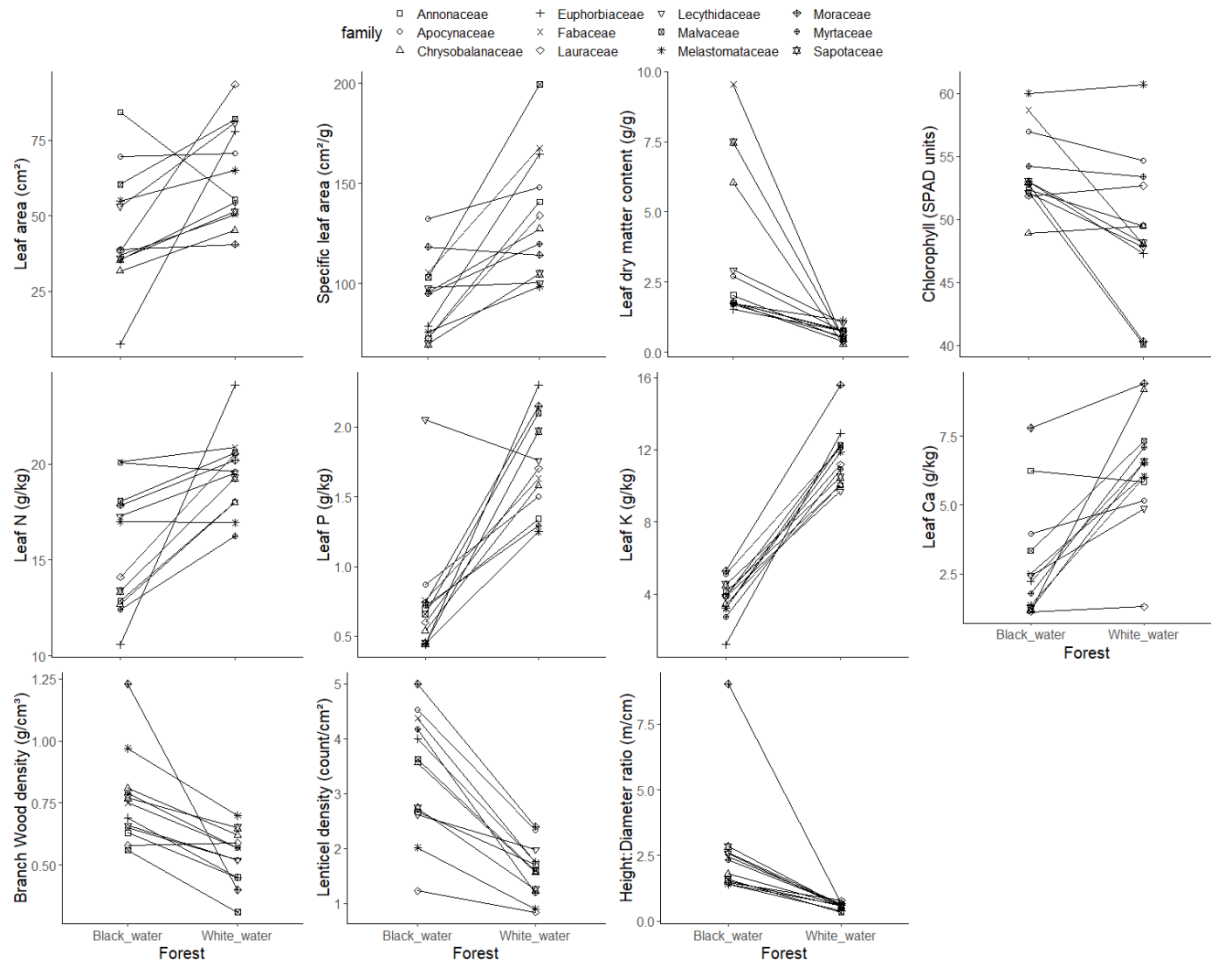 family
Annonaceae
Apocynaceae
Chrysobalanaceae
Euphorbiaceae
Fabaceae
Lauraceae
Lecythidaceae
Malvaceae
Melastomataceae
Moraceae
Myrtaceae
Sapotaceae
Leaf area (cm²)
75
50
25
Specific leaf area (cm²/g)
200
150
100
Leaf dry matter content (g/g)
10.0
7.5
5.0
2.5
0.0
Chlorophyll (SPAD units)
60
55
50
45
40
Leaf N (g/kg)
20
15
10
Leaf P (g/kg)
2.0
1.5
1.0
0.5
Leaf K (g/kg)
16
12
8
4
Leaf Ca (g/kg)
7.5
5.0
2.5
Black_water White_water
Forest
Branch Wood density (g/cm³)
1.25
1.00
0.75
0.50
Black_water White_water
Forest
Lenticel density (count/cm²)
5
4
3
2
1
Black_water White_water
Forest
Height:Diameter ratio (m/cm)
7.5
5.0
2.5
0.0
Black_water White_water
Forest